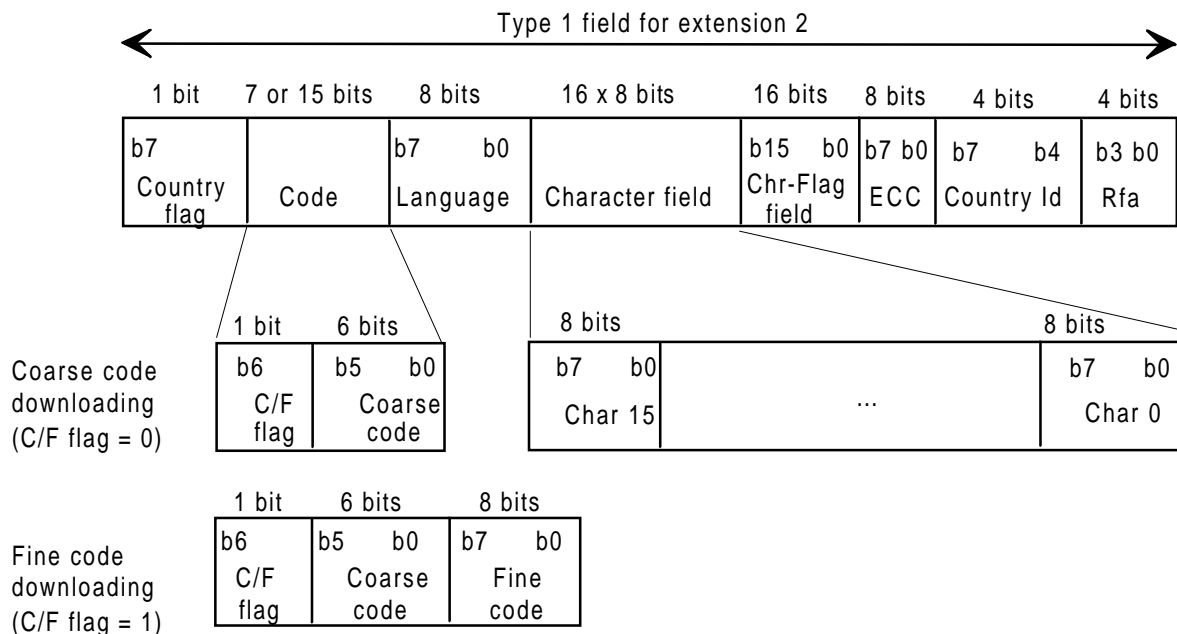 Type 1 field for extension 2
1 bit 7 or 15 bits 8 bits 16 x 8 bits 16 bits 8 bits 4 bits 4 bits
b7 b7 b0 b15 b0 b7 b0 b7 b4 b3 b0
Country flag Code Language Character field Chr-Flag field ECC Country Id Rfa
1 bit 6 bits 8 bits 8 bits
Coarse code
downloading
(C/F flag = 0)
b6 b5 b0 b7 b0 b7 b0
C/F flag Coarse code Char 15 ... Char 0
1 bit 6 bits 8 bits
Fine code
downloading
(C/F flag = 1)
b6 b5 b0 b7 b0
C/F flag Coarse code Fine code